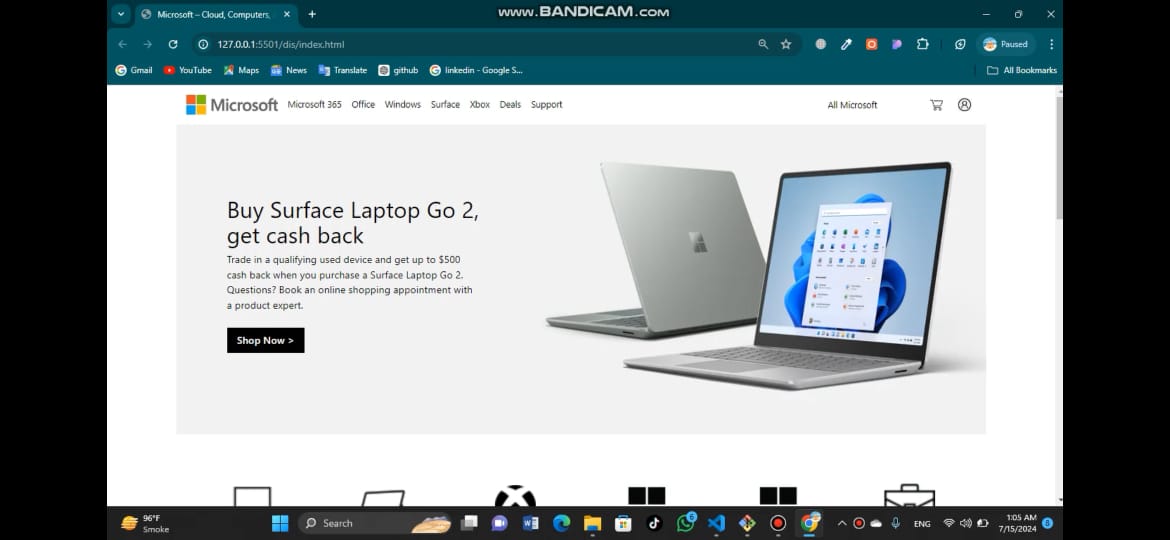 www.BANDICAM.com
Microsoft – Cloud, Computers,
127.0.0.1:5501/dis/index.html
Paused
Gmail YouTube Maps News Translate github linkedin - Google S...
All Bookmarks
Microsoft Microsoft 365 Office Windows Surface Xbox Deals Support
All Microsoft
Buy Surface Laptop Go 2,
get cash back
Trade in a qualifying used device and get up to $500
cash back when you purchase a Surface Laptop Go 2.
Questions? Book an online shopping appointment with
a product expert.
Shop Now >
96°F
Smoke
Search
6
ENG
1:05 AM
7/15/2024
8